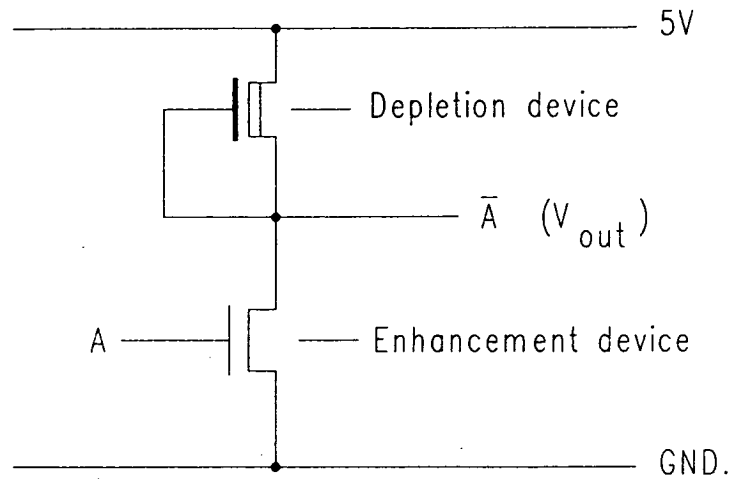 5V
Depletion device
A̅ (V_out)
A
Enhancement device
GND.